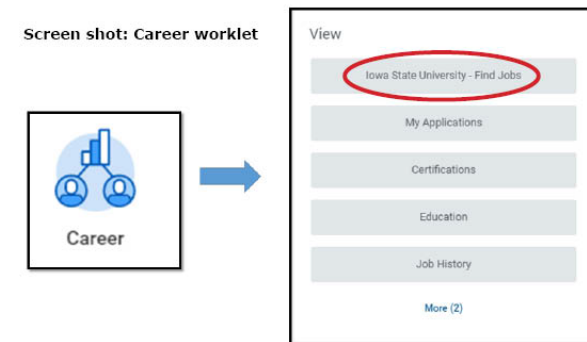 Screen shot: Career worklet
Career
View
Iowa State University - Find Jobs
My Applications
Certifications
Education
Job History
More (2)